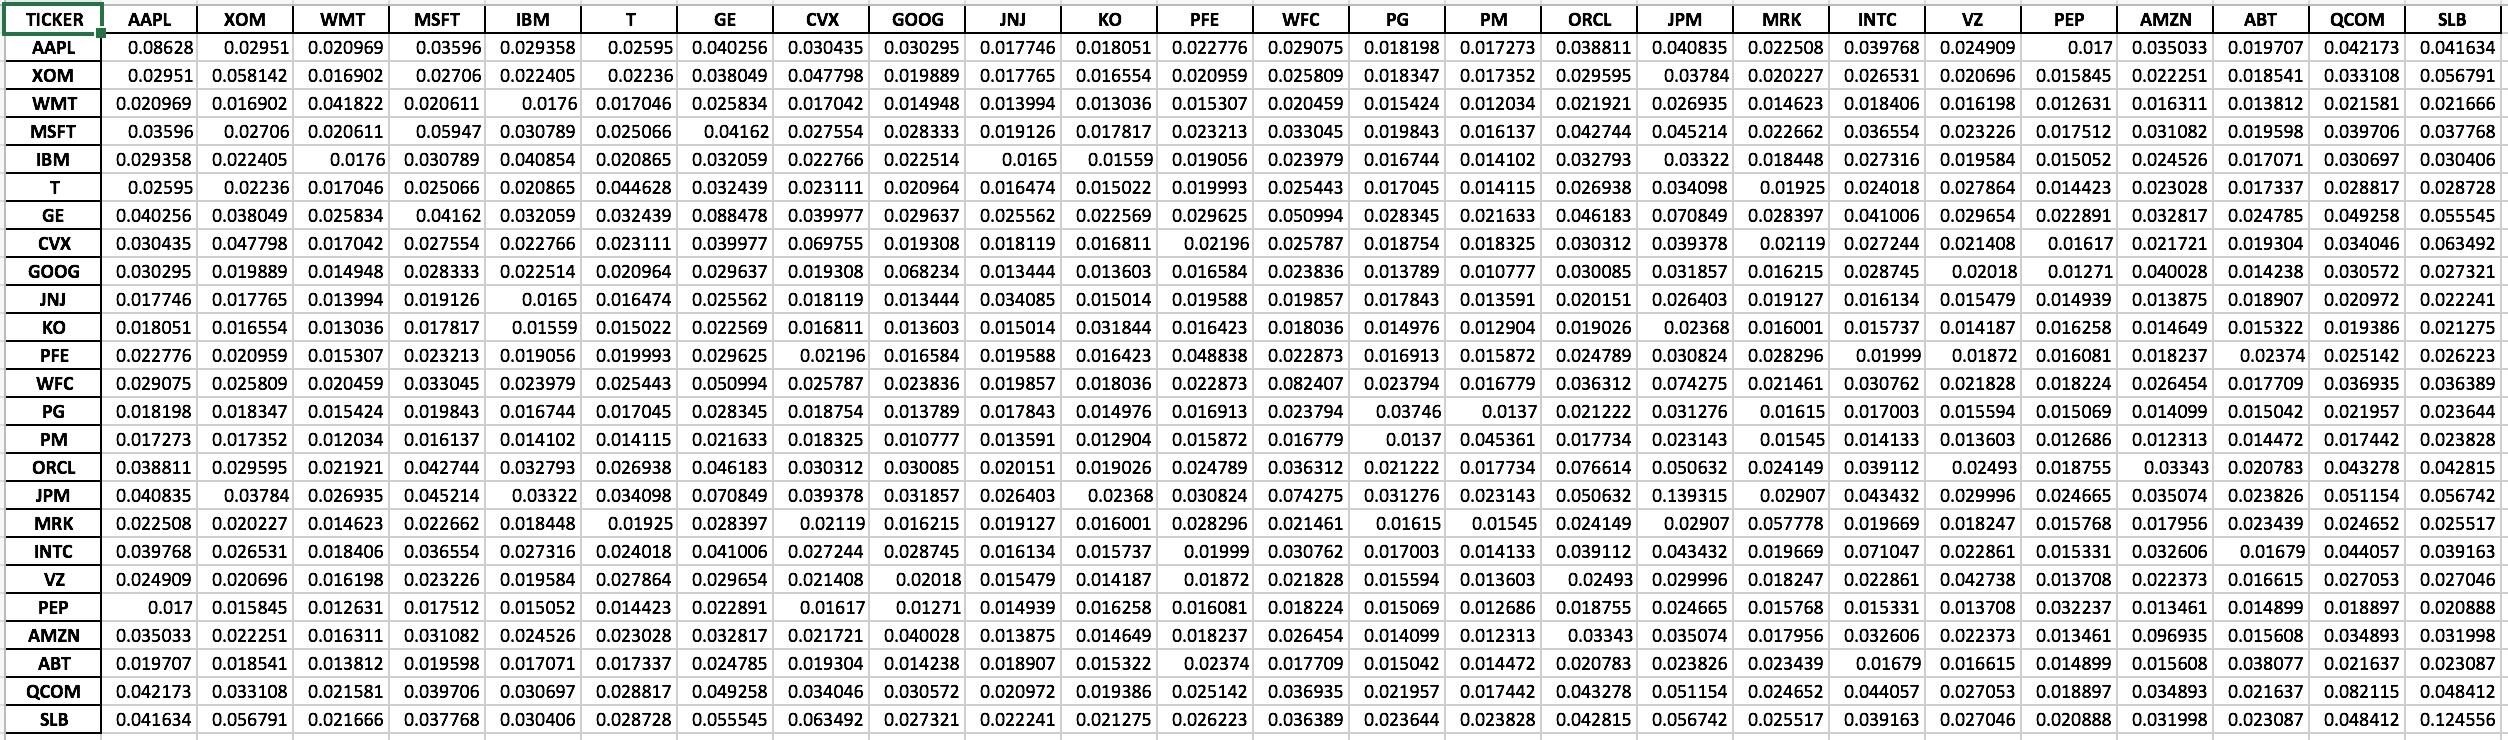 TICKER AAPL XOM WMT MSFT IBM T GE CVX GOOG JNJ KO PFE WFC PG PM ORCL JPM MRK INTC VZ PEP AMZN ABT QCOM SLB
AAPL 0.08628 0.02951 0.020969 0.03596 0.029358 0.02595 0.040256 0.030435 0.030295 0.017746 0.018051 0.022776 0.029075 0.018198 0.017273 0.038811 0.040835 0.022508 0.039768 0.024909 0.017 0.035033 0.019707 0.042173 0.041634
XOM 0.02951 0.058142 0.016902 0.02706 0.022405 0.02236 0.038049 0.047798 0.019889 0.017765 0.016554 0.020959 0.025809 0.018347 0.017352 0.029595 0.03784 0.020227 0.026531 0.020696 0.015845 0.022251 0.018541 0.033108 0.056791
WMT 0.020969 0.016902 0.041822 0.020611 0.0176 0.017046 0.025834 0.017042 0.014948 0.013994 0.013036 0.015307 0.020459 0.015424 0.012034 0.021921 0.026935 0.014623 0.018406 0.016198 0.012631 0.016311 0.013812 0.021581 0.021666
MSFT 0.03596 0.02706 0.020611 0.05947 0.030789 0.025066 0.04162 0.027554 0.028333 0.019126 0.017817 0.023213 0.033045 0.019843 0.016137 0.042744 0.045214 0.022662 0.036554 0.023226 0.017512 0.031082 0.019598 0.039706 0.037768
IBM 0.029358 0.022405 0.0176 0.030789 0.040854 0.020865 0.032059 0.022766 0.022514 0.0165 0.01559 0.019056 0.023979 0.016744 0.014102 0.032793 0.03322 0.018448 0.027316 0.019584 0.015052 0.024526 0.017071 0.030697 0.030406
T 0.02595 0.02236 0.017046 0.025066 0.020865 0.044628 0.032439 0.023111 0.020964 0.016474 0.015022 0.019993 0.025443 0.017045 0.014115 0.026938 0.034098 0.01925 0.024018 0.027864 0.014423 0.023028 0.017337 0.028817 0.028728
GE 0.040256 0.038049 0.025834 0.04162 0.032059 0.032439 0.088478 0.039977 0.029637 0.025562 0.022569 0.029625 0.050994 0.028345 0.021633 0.046183 0.070849 0.028397 0.041006 0.029654 0.022891 0.032817 0.024785 0.049258 0.055545
CVX 0.030435 0.047798 0.017042 0.027554 0.022766 0.023111 0.039977 0.069755 0.019308 0.018119 0.016811 0.02196 0.025787 0.018754 0.018325 0.030312 0.039378 0.02119 0.027244 0.021408 0.01617 0.021721 0.019304 0.034046 0.063492
GOOG 0.030295 0.019889 0.014948 0.028333 0.022514 0.020964 0.029637 0.019308 0.068234 0.013444 0.013603 0.016584 0.023836 0.013789 0.010777 0.030085 0.031857 0.016215 0.028745 0.02018 0.01271 0.040028 0.014238 0.030572 0.027321
JNJ 0.017746 0.017765 0.013994 0.019126 0.0165 0.016474 0.025562 0.018119 0.013444 0.034085 0.015014 0.019588 0.019857 0.017843 0.013591 0.020151 0.026403 0.019127 0.016134 0.015479 0.014939 0.013875 0.018907 0.020972 0.022241
KO 0.018051 0.016554 0.013036 0.017817 0.01559 0.015022 0.022569 0.016811 0.013603 0.015014 0.031844 0.016423 0.018036 0.014976 0.012904 0.019026 0.02368 0.016001 0.015737 0.014187 0.016258 0.014649 0.015322 0.019386 0.021275
PFE 0.022776 0.020959 0.015307 0.023213 0.019056 0.019993 0.029625 0.02196 0.016584 0.019588 0.016423 0.048838 0.022873 0.016913 0.015872 0.024789 0.030824 0.028296 0.01999 0.01872 0.016081 0.018237 0.02374 0.025142 0.026223
WFC 0.029075 0.025809 0.020459 0.033045 0.023979 0.025443 0.050994 0.025787 0.023836 0.019857 0.018036 0.022873 0.082407 0.023794 0.016779 0.036312 0.074275 0.021461 0.030762 0.021828 0.018224 0.026454 0.017709 0.036935 0.036389
PG 0.018198 0.018347 0.015424 0.019843 0.016744 0.017045 0.028345 0.018754 0.013789 0.017843 0.014976 0.016913 0.023794 0.03746 0.0137 0.021222 0.031276 0.01615 0.017003 0.015594 0.015069 0.014099 0.015042 0.021957 0.023644
PM 0.017273 0.017352 0.012034 0.016137 0.014102 0.014115 0.021633 0.018325 0.010777 0.013591 0.012904 0.015872 0.016779 0.0137 0.045361 0.017734 0.023143 0.01545 0.014133 0.013603 0.012686 0.012313 0.014472 0.017442 0.023828
ORCL 0.038811 0.029595 0.021921 0.042744 0.032793 0.026938 0.046183 0.030312 0.030085 0.020151 0.019026 0.024789 0.036312 0.021222 0.017734 0.076614 0.050632 0.024149 0.039112 0.02493 0.018755 0.03343 0.020783 0.043278 0.042815
JPM 0.040835 0.03784 0.026935 0.045214 0.03322 0.034098 0.070849 0.039378 0.031857 0.026403 0.02368 0.030824 0.074275 0.031276 0.023143 0.050632 0.139315 0.02907 0.043432 0.029996 0.024665 0.035074 0.023826 0.051154 0.056742
MRK 0.022508 0.020227 0.014623 0.022662 0.018448 0.01925 0.028397 0.02119 0.016215 0.019127 0.016001 0.028296 0.021461 0.01615 0.01545 0.024149 0.02907 0.057778 0.019669 0.018247 0.015768 0.017956 0.023439 0.024652 0.025517
INTC 0.039768 0.026531 0.018406 0.036554 0.027316 0.024018 0.041006 0.027244 0.028745 0.016134 0.015737 0.01999 0.030762 0.017003 0.014133 0.039112 0.043432 0.019669 0.071047 0.022861 0.015331 0.032606 0.01679 0.044057 0.039163
VZ 0.024909 0.020696 0.016198 0.023226 0.019584 0.027864 0.029654 0.021408 0.02018 0.015479 0.014187 0.01872 0.021828 0.015594 0.013603 0.02493 0.029996 0.018247 0.022861 0.042738 0.013708 0.022373 0.016615 0.027053 0.027046
PEP 0.017 0.015845 0.012631 0.017512 0.015052 0.014423 0.022891 0.01617 0.01271 0.014939 0.016258 0.016081 0.018224 0.015069 0.012686 0.018755 0.024665 0.015768 0.015331 0.013708 0.032237 0.013461 0.014899 0.018897 0.020888
AMZN 0.035033 0.022251 0.016311 0.031082 0.024526 0.023028 0.032817 0.021721 0.040028 0.013875 0.014649 0.018237 0.026454 0.014099 0.012313 0.03343 0.035074 0.017956 0.032606 0.022373 0.013461 0.096935 0.015608 0.034893 0.031998
ABT 0.019707 0.018541 0.013812 0.019598 0.017071 0.017337 0.024785 0.019304 0.014238 0.018907 0.015322 0.02374 0.017709 0.015042 0.014472 0.020783 0.023826 0.023439 0.01679 0.016615 0.014899 0.015608 0.038077 0.021637 0.023087
QCOM 0.042173 0.033108 0.021581 0.039706 0.030697 0.028817 0.049258 0.034046 0.030572 0.020972 0.019386 0.025142 0.036935 0.021957 0.017442 0.043278 0.051154 0.024652 0.044057 0.027053 0.018897 0.034893 0.021637 0.082115 0.048412
SLB 0.041634 0.056791 0.021666 0.037768 0.030406 0.028728 0.055545 0.063492 0.027321 0.022241 0.021275 0.026223 0.036389 0.023644 0.023828 0.042815 0.056742 0.025517 0.039163 0.027046 0.020888 0.031998 0.023087 0.048412 0.124556